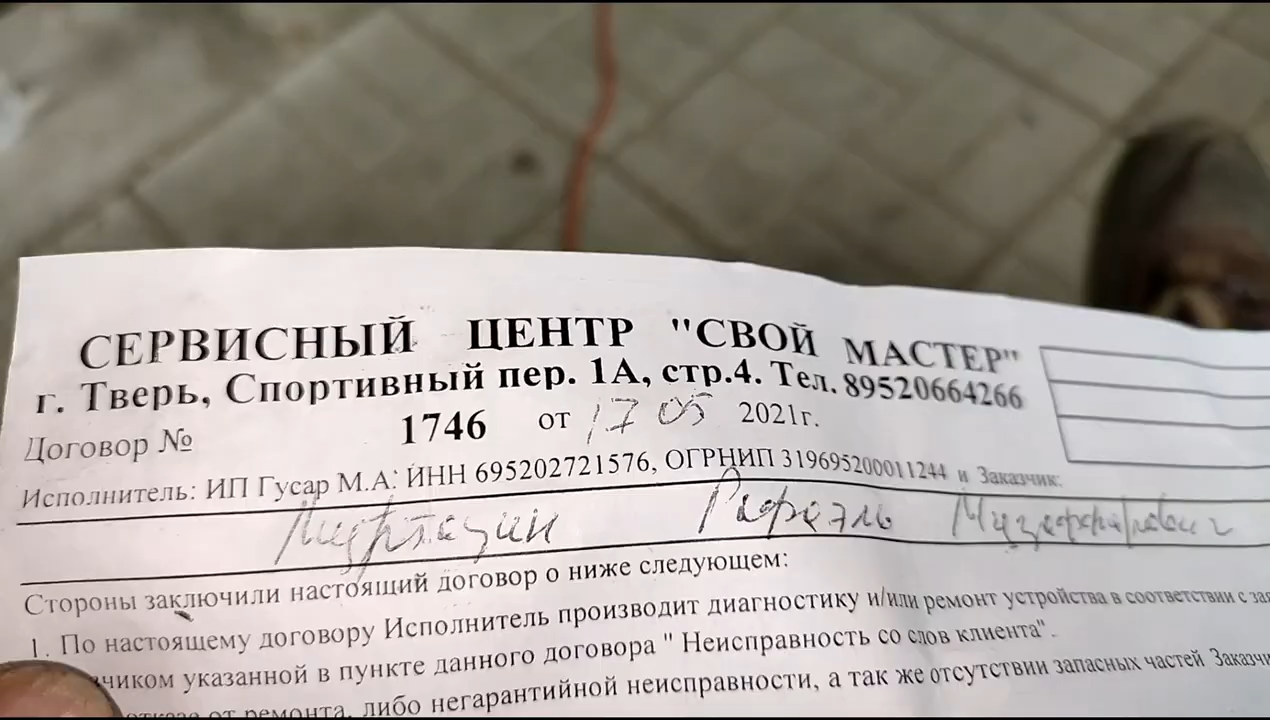 СЕРВИСНЫЙ ЦЕНТР "СВОЙ МАСТЕР"
г. Тверь, Спортивный пер. 1А, стр.4. Тел. 89520664266
Договор № 1746 от 17 05 2021г.
Исполнитель: ИП Гусар М.А: ИНН 695202721576, ОГРНИП 319695200011244 и Заказчик:
Рафаэль Музаффарович
Стороны заключили настоящий договор о ниже следующем:
1. По настоящему договору Исполнитель производит диагностику и/или ремонт устройства в соответствии с
указанной в пункте данного договора " Неисправность со слов клиента".
от ремонта, либо негарантийной неисправности, а так же отсутствии запасных частей